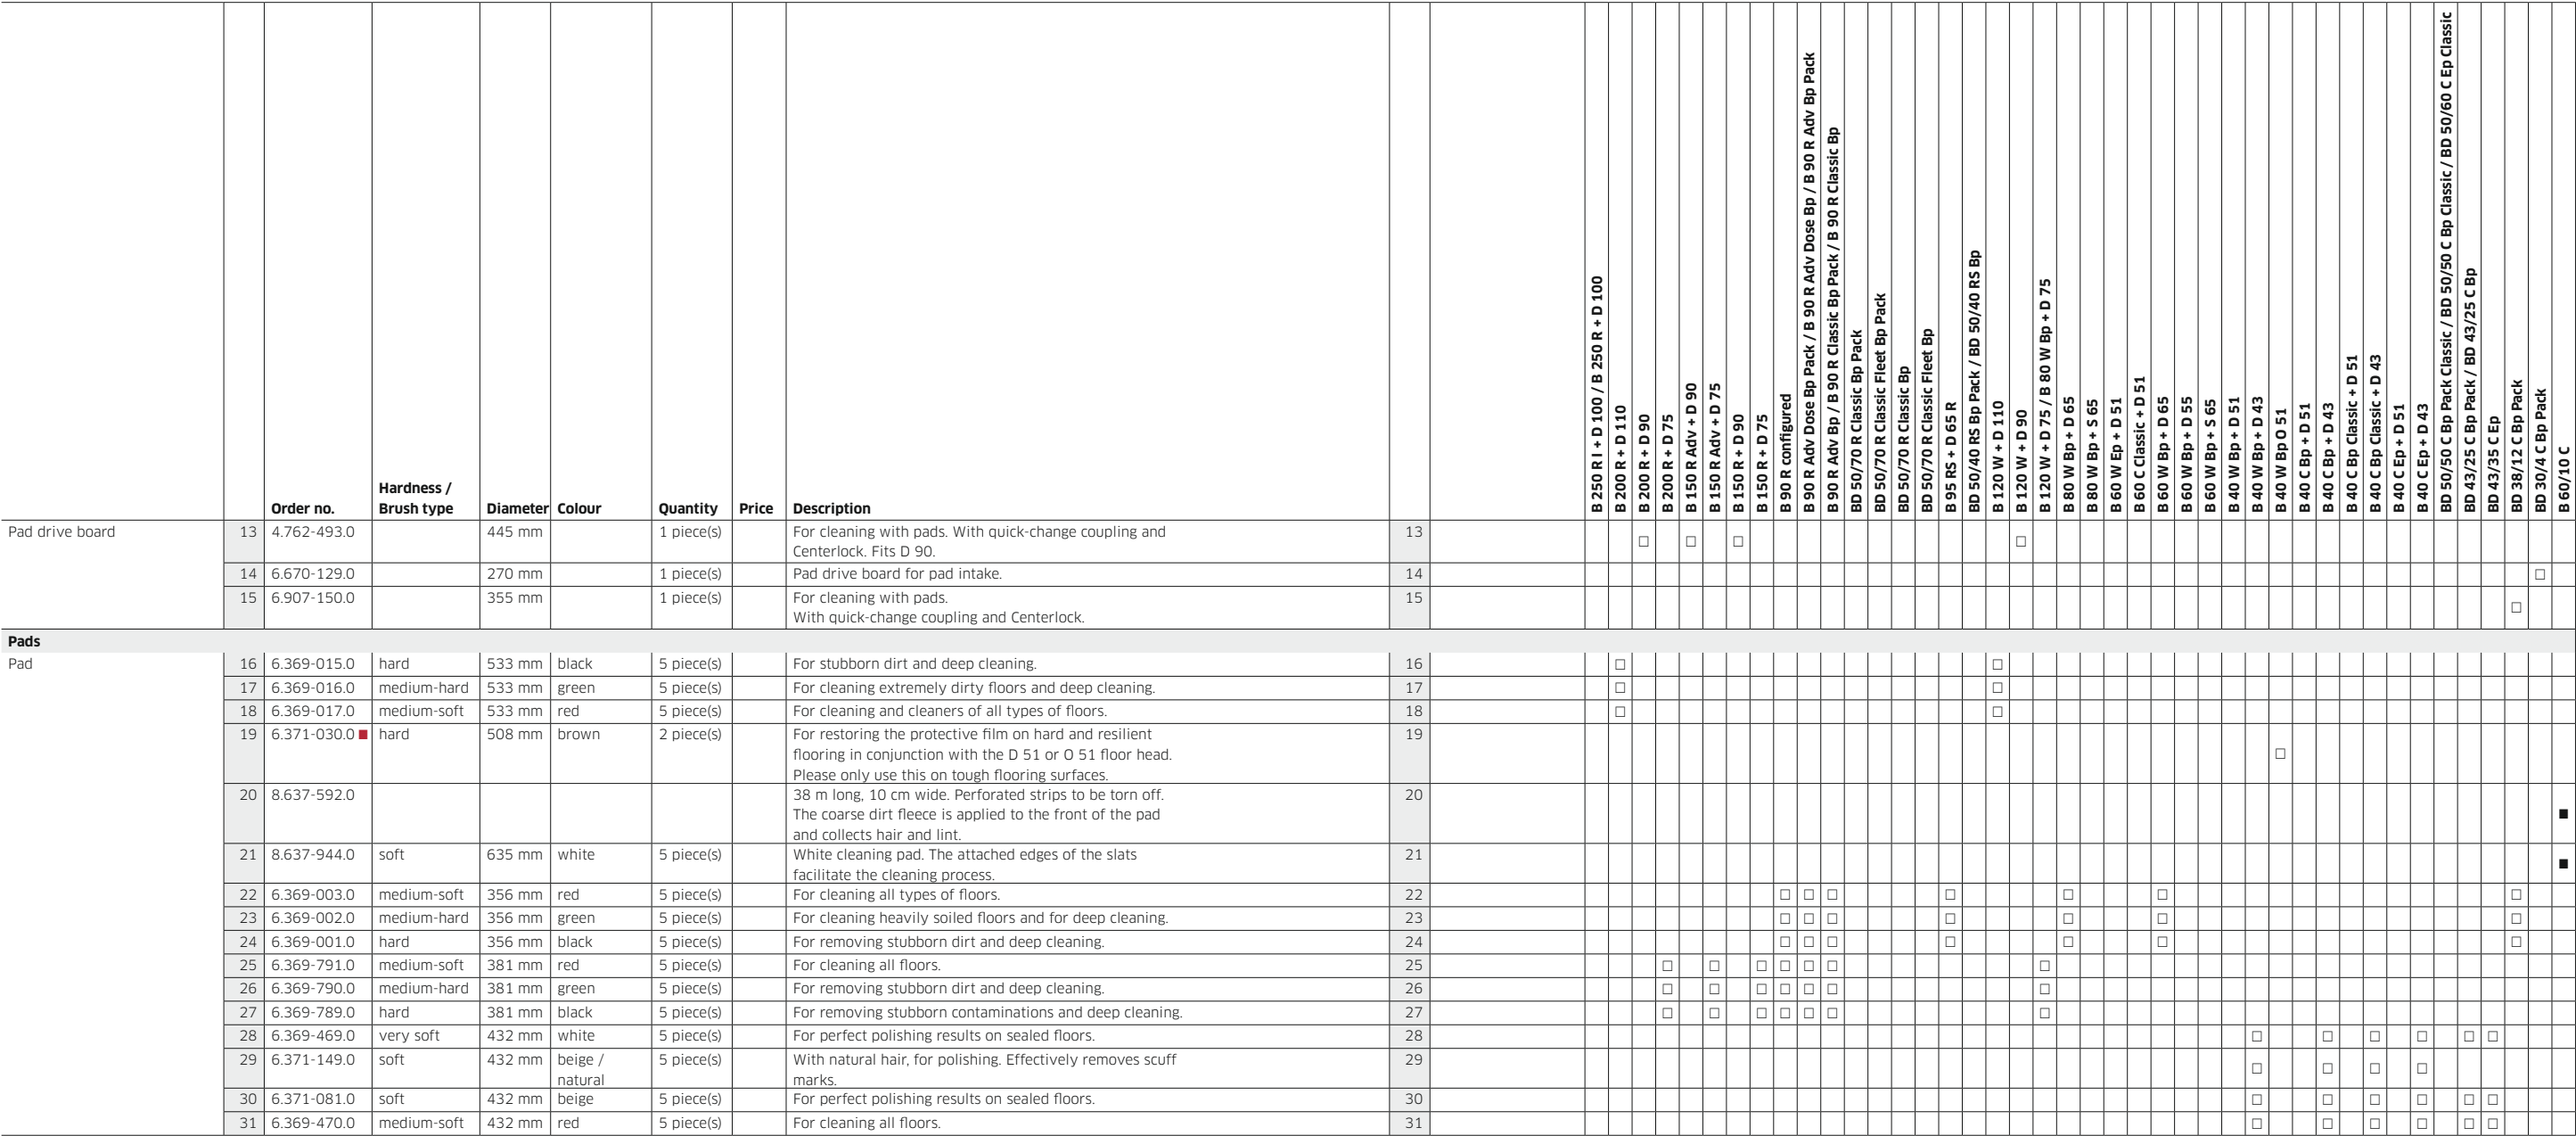 Order no.
Hardness /
Brush type
Diameter
Colour
Quantity
Price
Description
B 250 R I + D 100 / B 250 R + D 100
B 200 R + D 110
B 200 R + D 90
B 200 R + D 75
B 150 R Adv + D 90
B 150 R Adv + D 75
B 150 R + D 90
B 150 R + D 75
B 90 R configured
B 90 R Adv Dose Bp Pack / B 90 R Adv Dose Bp / B 90 R Adv Bp Pack
B 90 R Adv Bp / B 90 R Classic Bp Pack / B 90 R Classic Bp
BD 50/70 R Classic Bp Pack
BD 50/70 R Classic Fleet Bp Pack
BD 50/70 R Classic Bp
BD 50/70 R Classic Fleet Bp
B 95 RS + D 65 R
BD 50/40 RS Bp Pack / BD 50/40 RS Bp
B 120 W + D 110
B 120 W + D 90
B 120 W + D 75 / B 80 W Bp + D 75
B 80 W Bp + D 65
B 80 W Bp + S 65
B 60 W Ep + D 51
B 60 C Classic + D 51
B 60 W Bp + D 65
B 60 W Bp + D 55
B 60 W Bp + S 65
B 40 W Bp + D 51
B 40 W Bp + D 43
B 40 W Bp O 51
B 40 C Bp + D 51
B 40 C Bp + D 43
B 40 C Bp Classic + D 51
B 40 C Bp Classic + D 43
B 40 C Ep + D 51
B 40 C Ep + D 43
BD 50/50 C Bp Pack Classic / BD 50/50 C Bp Classic / BD 50/60 C Ep Classic
BD 43/25 C Bp Pack / BD 43/25 C Bp
BD 43/35 C Ep
BD 38/12 C Bp Pack
BD 30/4 C Bp Pack
B 60/10 C
Pad drive board 13 4.762-493.0 445 mm 1 piece(s) For cleaning with pads. With quick-change coupling and 13
Centerlock. Fits D 90.
□ □ □ □
14 6.670-129.0 270 mm 1 piece(s) Pad drive board for pad intake. 14 □
15 6.907-150.0 355 mm 1 piece(s) For cleaning with pads. 15
With quick-change coupling and Centerlock. □
Pads
Pad 16 6.369-015.0 hard 533 mm black 5 piece(s) For stubborn dirt and deep cleaning. 16 □ □
17 6.369-016.0 medium-hard 533 mm green 5 piece(s) For cleaning extremely dirty floors and deep cleaning. 17 □ □
18 6.369-017.0 medium-soft 533 mm red 5 piece(s) For cleaning and cleaners of all types of floors. 18 □ □
19 6.371-030.0 ■ hard 508 mm brown 2 piece(s) For restoring the protective film on hard and resilient 19
flooring in conjunction with the D 51 or O 51 floor head. □
Please only use this on tough flooring surfaces.
20 8.637-592.0 38 m long, 10 cm wide. Perforated strips to be torn off. 20
The coarse dirt fleece is applied to the front of the pad ■
and collects hair and lint.
21 8.637-944.0 soft 635 mm white 5 piece(s) White cleaning pad. The attached edges of the slats 21
facilitate the cleaning process. ■
22 6.369-003.0 medium-soft 356 mm red 5 piece(s) For cleaning all types of floors. 22 □ □ □ □ □ □ □
23 6.369-002.0 medium-hard 356 mm green 5 piece(s) For cleaning heavily soiled floors and for deep cleaning. 23 □ □ □ □ □ □ □
24 6.369-001.0 hard 356 mm black 5 piece(s) For removing stubborn dirt and deep cleaning. 24 □ □ □ □ □ □ □
25 6.369-791.0 medium-soft 381 mm red 5 piece(s) For cleaning all floors. 25 □ □ □ □ □ □ □
26 6.369-790.0 medium-hard 381 mm green 5 piece(s) For removing stubborn dirt and deep cleaning. 26 □ □ □ □ □ □ □
27 6.369-789.0 hard 381 mm black 5 piece(s) For removing stubborn contaminations and deep cleaning. 27 □ □ □ □ □ □ □
28 6.369-469.0 very soft 432 mm white 5 piece(s) For perfect polishing results on sealed floors. 28 □ □ □ □ □ □
29 6.371-149.0 soft 432 mm beige / 5 piece(s) With natural hair, for polishing. Effectively removes scuff 29
natural marks. □ □ □ □
30 6.371-081.0 soft 432 mm beige 5 piece(s) For perfect polishing results on sealed floors. 30 □ □ □ □ □ □
31 6.369-470.0 medium-soft 432 mm red 5 piece(s) For cleaning all floors. 31 □ □ □ □ □ □